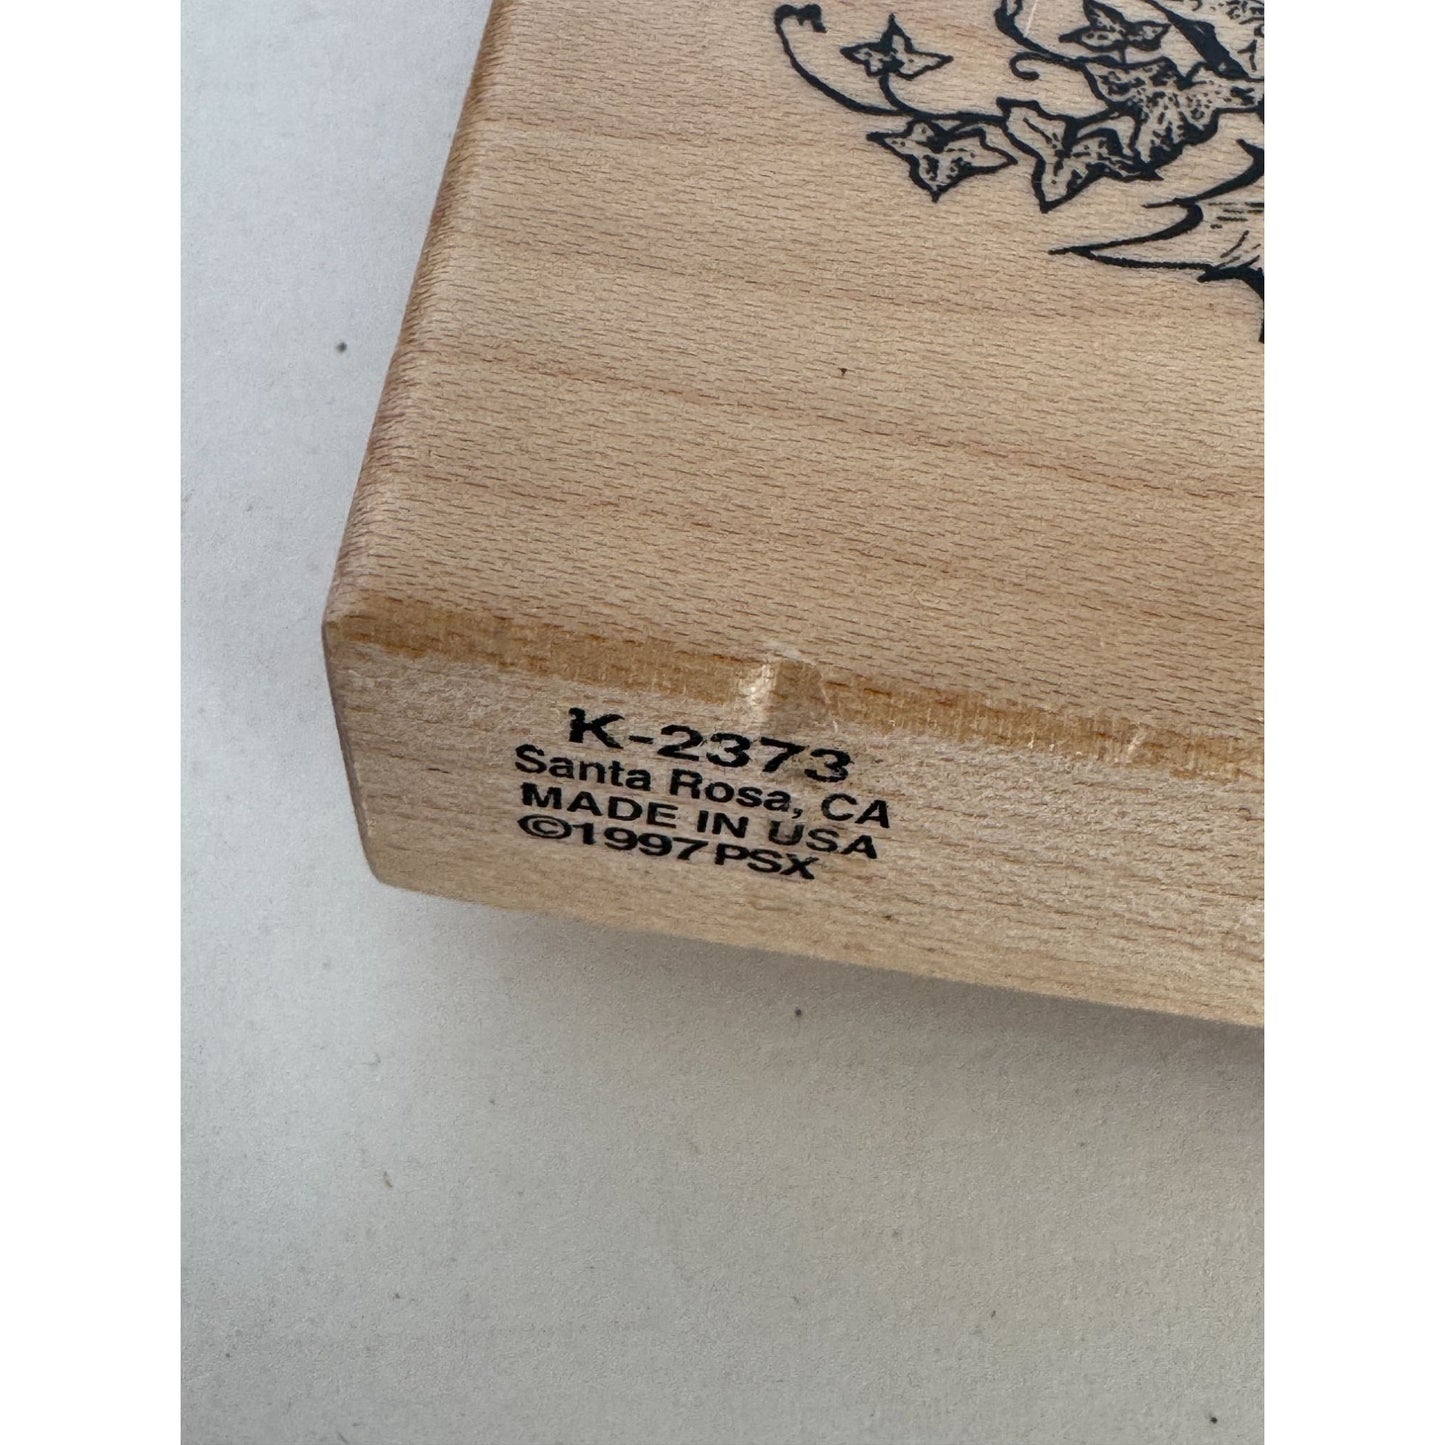 K-2373
Santa Rosa, CA
MADE IN USA
©1997 PSX